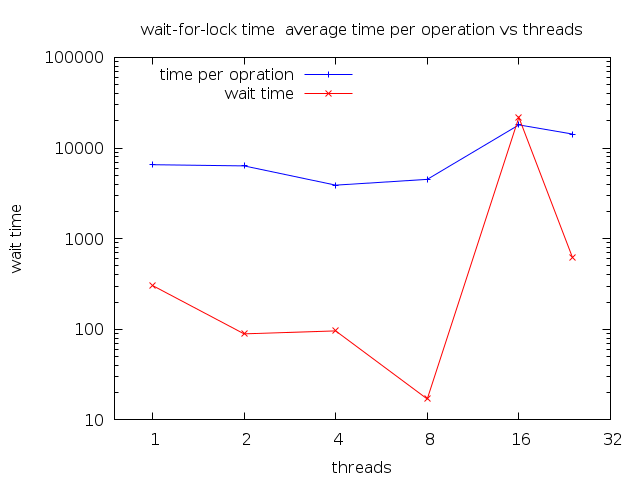 wait-for-lock time  average time per operation vs threads
100000
10000
1000
100
10
wait time
time per opration
wait time
1 2 4 8 16 32
threads